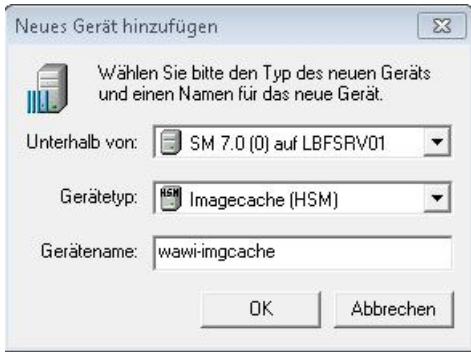 Neues Gerät hinzufügen
Wählen Sie bitte den Typ des neuen Geräts
und einen Namen für das neue Gerät.
Unterhalb von: SM 7.0 (0) auf LBFSRV01
Gerätetyp: HSM Imagecache (HSM)
Gerätename: wawi-imgcache
OK Abbrechen